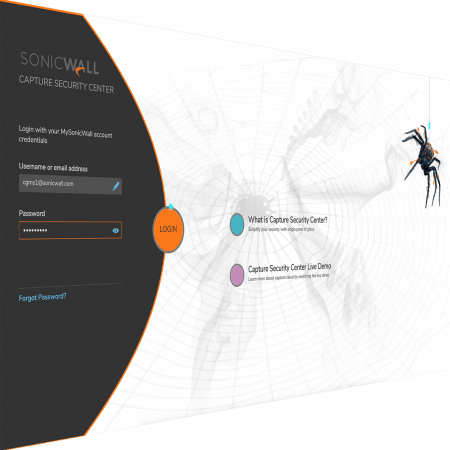 SONICWALL
CAPTURE SECURITY CENTER
Login with your MySonicWall account
credentials
Username or email address
cgms1@sonicwall.com
Password
•••••••••
LOGIN
Forgot Password?
What is Capture Security Center?
Simplify your security with single pane of glass
Capture Security Center Live Demo
Learn more about capture cloud by watching the live demo